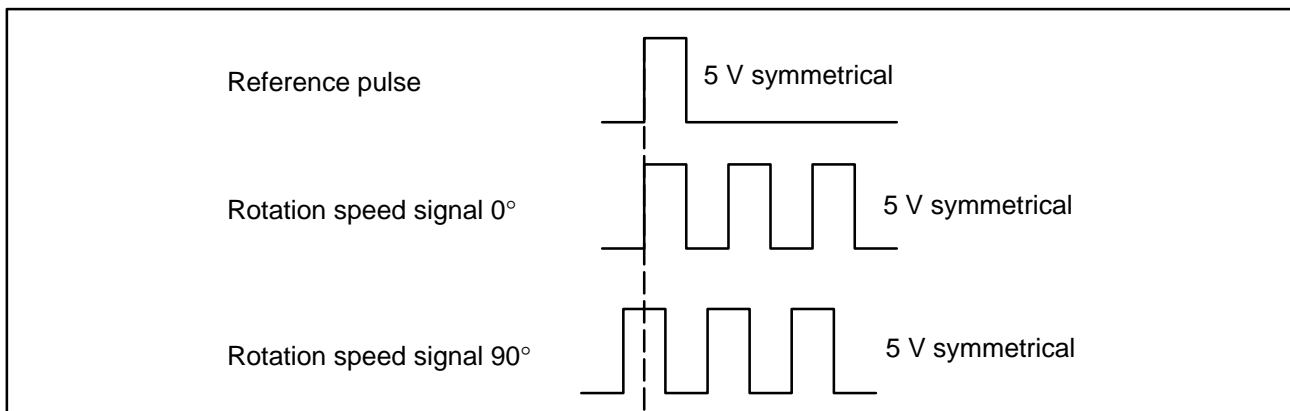 Reference pulse
5 V symmetrical
Rotation speed signal 0°
5 V symmetrical
Rotation speed signal 90°
5 V symmetrical